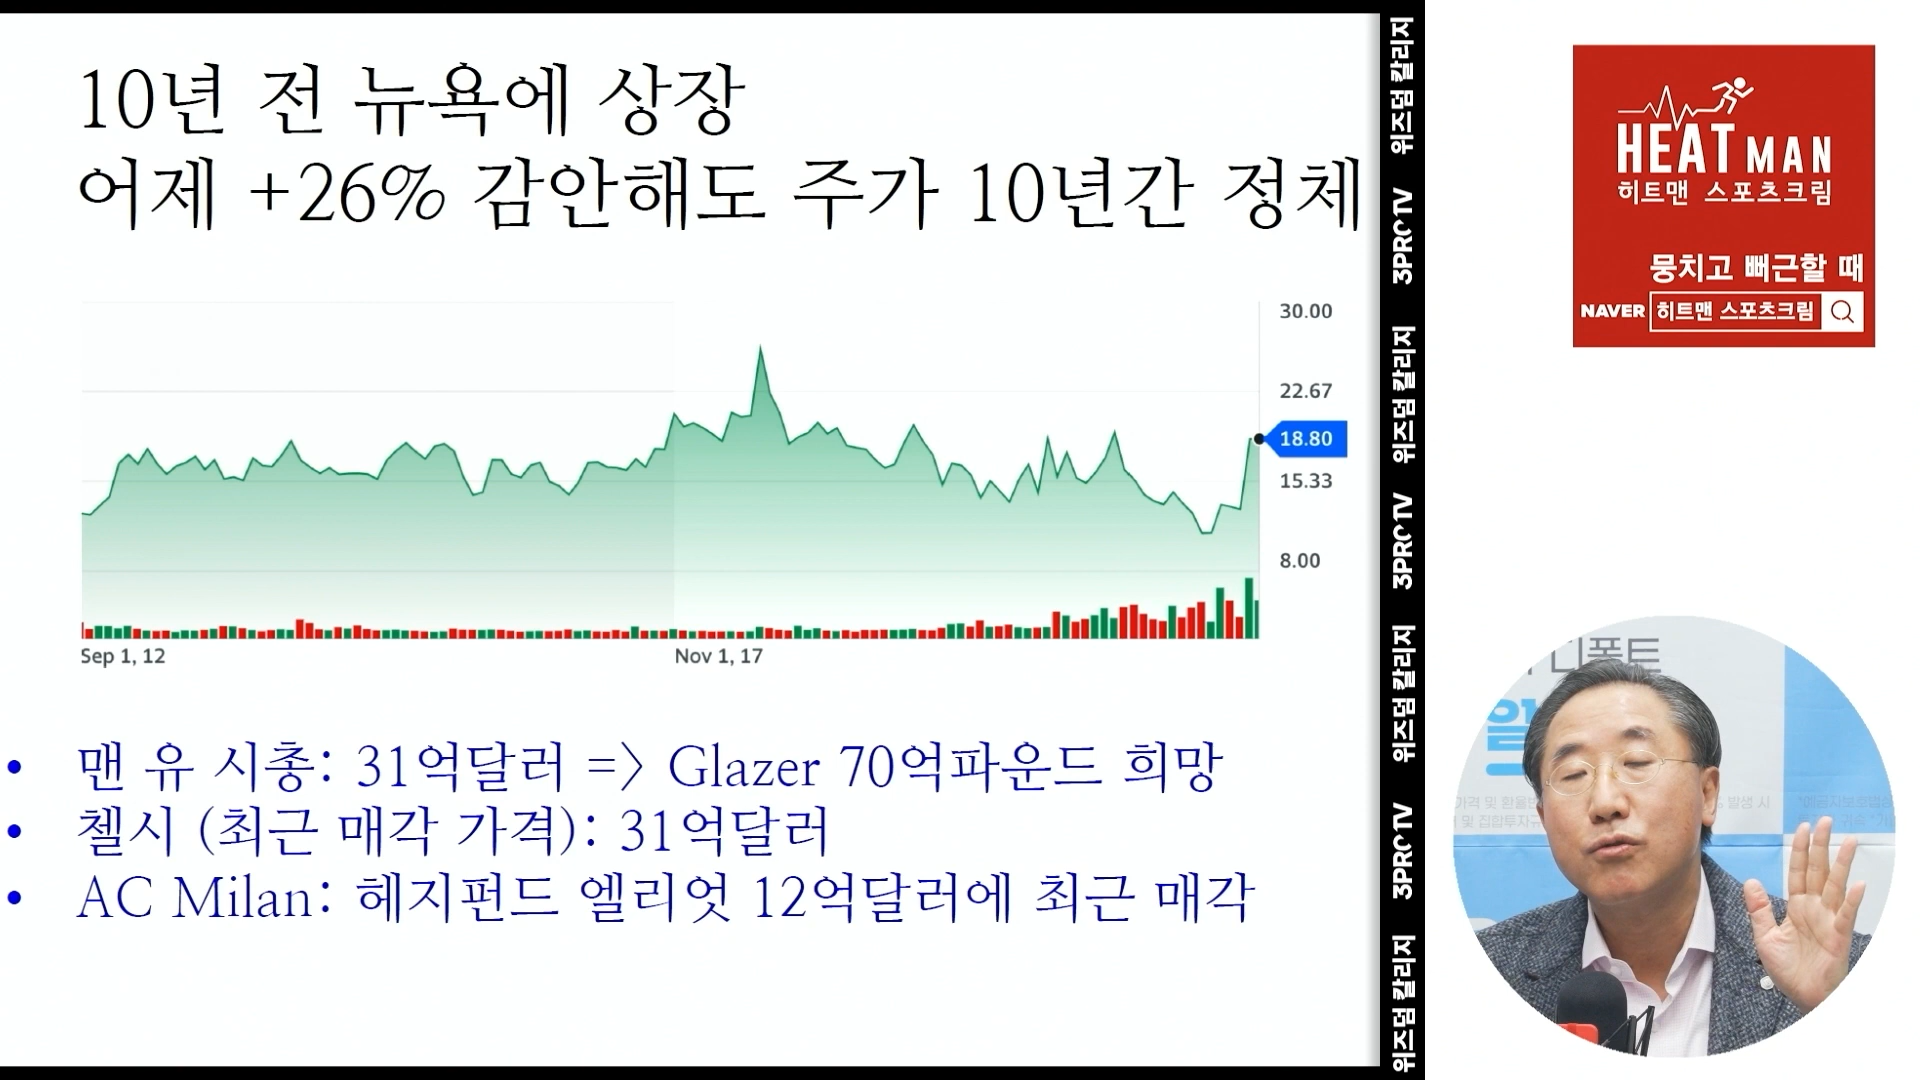 10년 전 뉴욕에 상장
어제 +26% 감안해도 주가 10년간 정체
30.00
22.67
18.80
15.33
8.00
Sep 1, 12
Nov 1, 17
• 맨 유 시총: 31억달러 => Glazer 70억파운드 희망
• 첼시 (최근 매각 가격): 31억달러
• AC Milan: 헤지펀드 엘리엇 12억달러에 최근 매각
위즈덤 칼리지
3PROTV
위즈덤 칼리지
3PROTV
위즈덤 칼리지
3PROTV
위즈덤 칼리지
HEAT MAN
히트맨 스포츠크림
뭉치고 뻐근할 때
NAVER 히트맨 스포츠크림
디폴트